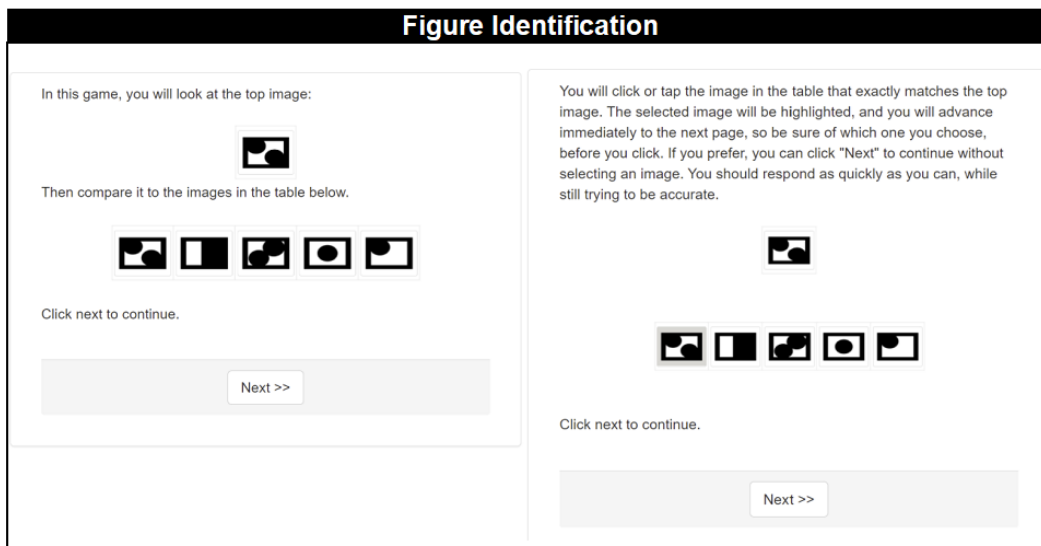 Figure Identification
In this game, you will look at the top image:
Then compare it to the images in the table below.
Click next to continue.
Next >>
You will click or tap the image in the table that exactly matches the top
image. The selected image will be highlighted, and you will advance
immediately to the next page, so be sure of which one you choose,
before you click. If you prefer, you can click "Next" to continue without
selecting an image. You should respond as quickly as you can, while
still trying to be accurate.
Click next to continue.
Next >>